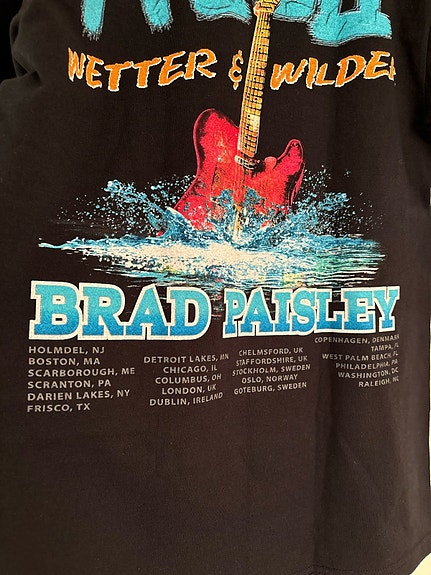 WETTER & WILDER
BRAD PAISLEY
HOLMDEL, NJ
BOSTON, MA
SCARBOROUGH, ME
SCRANTON, PA
DARIEN LAKES, NY
FRISCO, TX
DETROIT LAKES, MN
CHICAGO, IL
COLUMBUS, OH
LONDON, UK
DUBLIN, IRELAND
CHELMSFORD, UK
STAFFORDSHIRE, UK
STOCKHOLM, SWEDEN
OSLO, NORWAY
GOTEBURG, SWEDEN
COPENHAGEN, DENMARK
TAMPA, FL
WEST PALM BEACH, FL
PHILADELPHIA, PA
WASHINGTON, DC
RALEIGH, NC